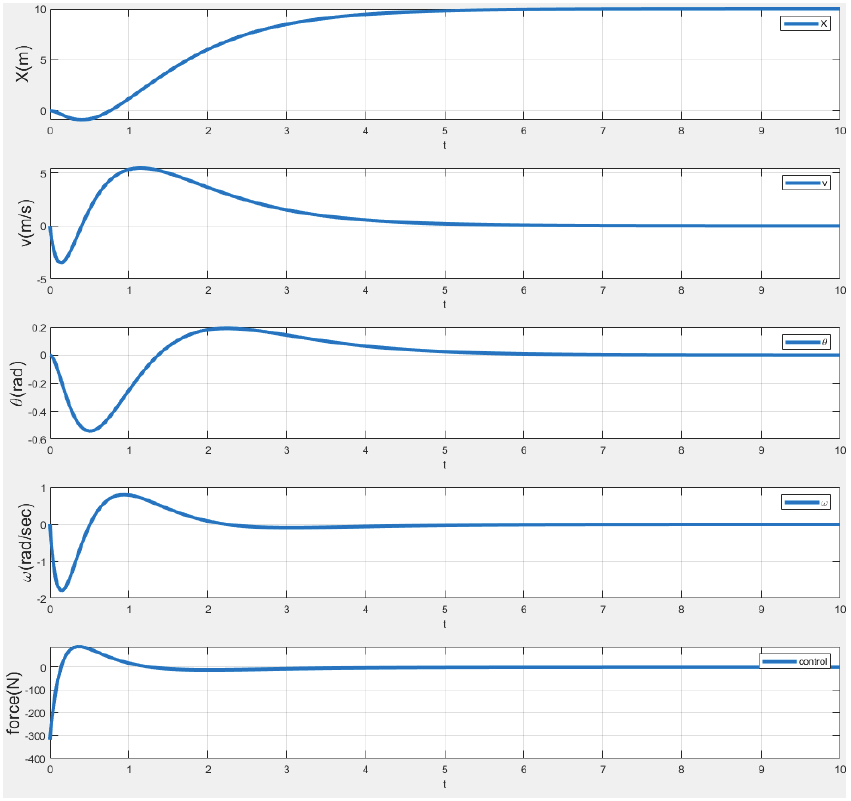 10
5
0
X(m)
X
0 1 2 3 4 5 6 7 8 9 10
t
5
0
-5
v(m/s)
v
0 1 2 3 4 5 6 7 8 9 10
t
0.2
0
-0.2
-0.4
-0.6
θ(rad)
θ
0 1 2 3 4 5 6 7 8 9 10
t
1
0
-1
-2
ω(rad/sec)
ω
0 1 2 3 4 5 6 7 8 9 10
t
0
-100
-200
-300
-400
force(N)
control
0 1 2 3 4 5 6 7 8 9 10
t